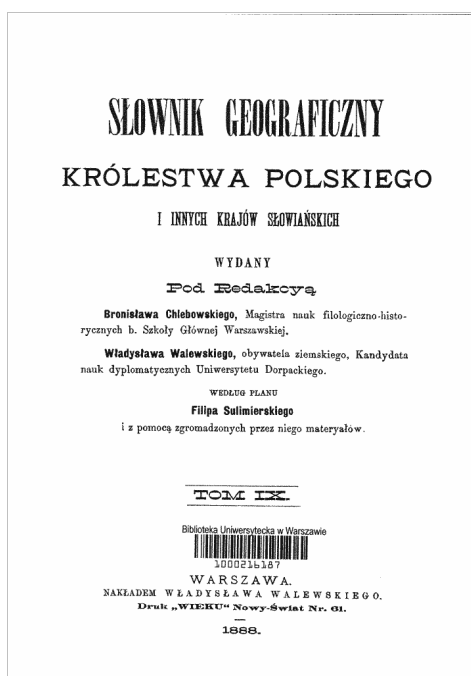 SŁOWNIK GEOGRAFICZNY
KRÓLESTWA POLSKIEGO
I INNYCH KRAJÓW SŁOWIAŃSKICH
WYDANY
Pod Redakcyą
Bronisława Chlebowskiego, Magistra nauk filologiczno-histo-
rycznych b. Szkoły Głównej Warszawskiej.
Władysława Walewskiego, obywatela ziemskiego, Kandydata
nauk dyplomatycznych Uniwersytetu Dorpackiego.
WEDŁUG PLANU
Filipa Sulimierskiego
i z pomocą zgromadzonych przez niego materyałów.
TOM IX.
Biblioteka Uniwersytecka w Warszawie
1000216187
WARSZAWA.
NAKŁADEM WŁADYSŁAWA WALEWSKIEGO.
Druk „WIEKU“ Nowy-Świat Nr. 61.
1888.